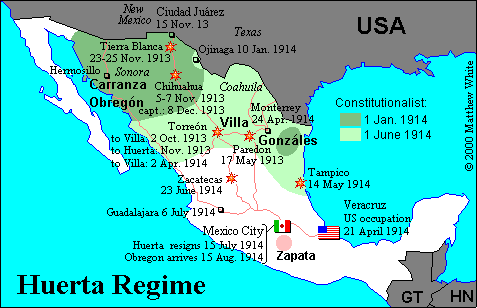 New
Mexico
Ciudad Juárez
15 Nov. 13
USA
Texas
Tierra Blanca
23-25 Nov. 1913
Ojinaga 10 Jan. 1914
Hermosillo
Sonora
Carranza
Obregón
Chihuahua
5-7 Nov. 1913
capt.: 8 Dec. 1913
Coahuila
Monterrey
24 Apr. 1914
Constitutionalist:
1 Jan. 1914
1 June 1914
Villa
Gonzáles
Torreón
to Villa: 2 Oct. 1913
to Huerta: Nov. 1913
to Villa: 2 Apr. 1914
Paredon
17 May 1913
Zacatecas
23 June 1914
Tampico
14 May 1914
Guadalajara 6 July 1914
Veracruz
US occupation
21 April 1914
Mexico City
Huerta resigns 15 July 1914
Obregon arrives 15 Aug. 1914
Zapata
Huerta Regime
GT
HN
© 2000 Matthew White